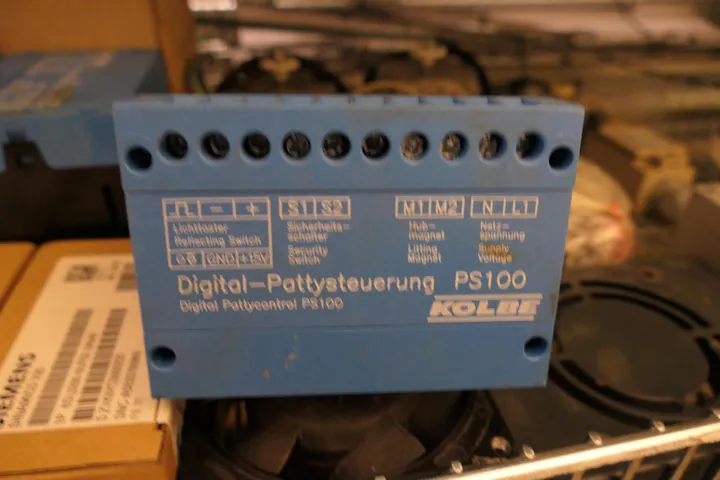 − +
S1 S2
M1 M2
N L1
Lichttaster
Reflecting Switch
GND +15V
Sicherheits-
schalter
Security
Switch
Hub-
magnet
Lifting
Magnet
Netz-
spannung
Supply
Voltage
Digital-Pattysteuerung PS100
Digital Pattycontrol PS100
KOLBE
SIEMENS